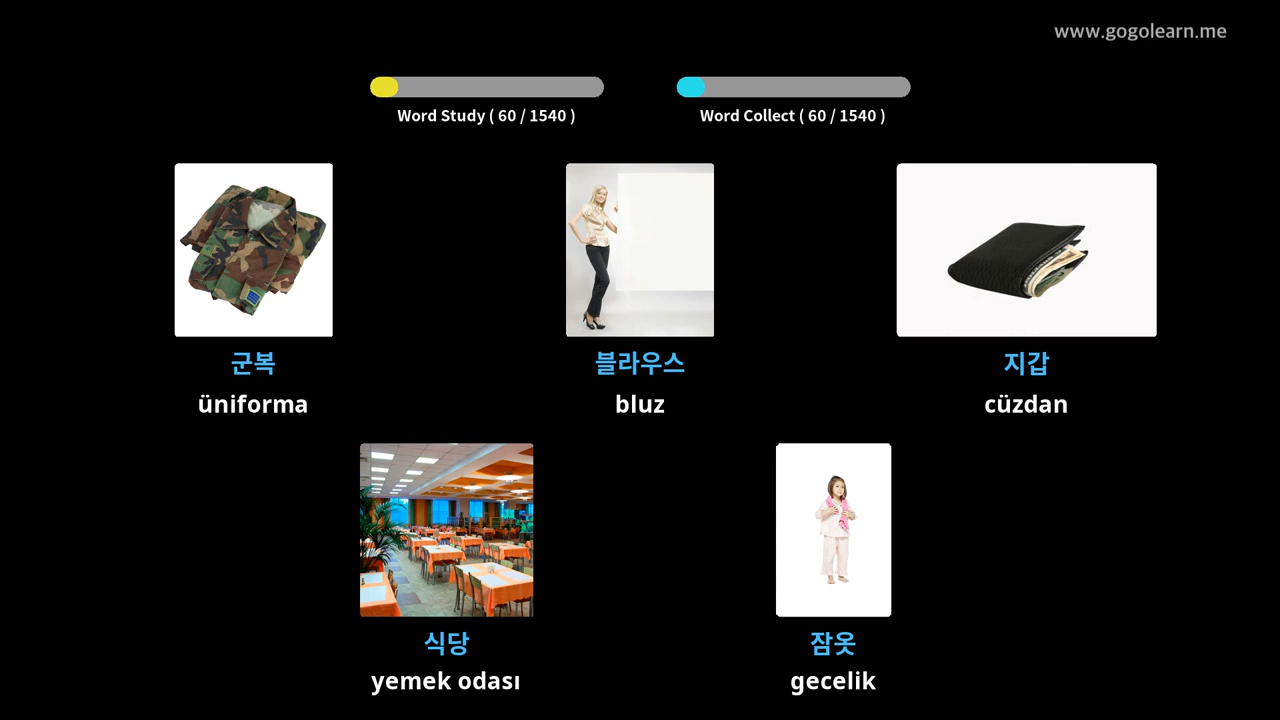 www.gogolearn.me
Word Study ( 60 / 1540 )
Word Collect ( 60 / 1540 )
군복
블라우스
지갑
üniforma
bluz
cüzdan
식당
잠옷
yemek odası
gecelik